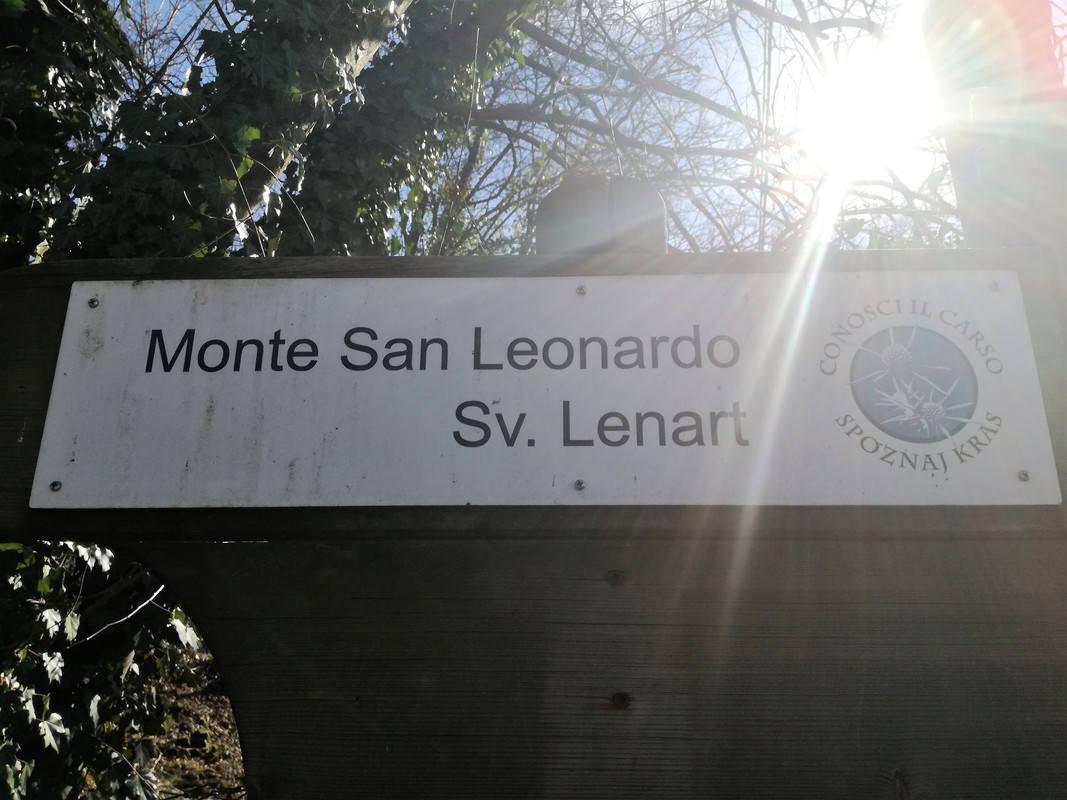 Monte San Leonardo
Sv. Lenart
CONOSCI IL CARSO
SPOZNAJ KRAS